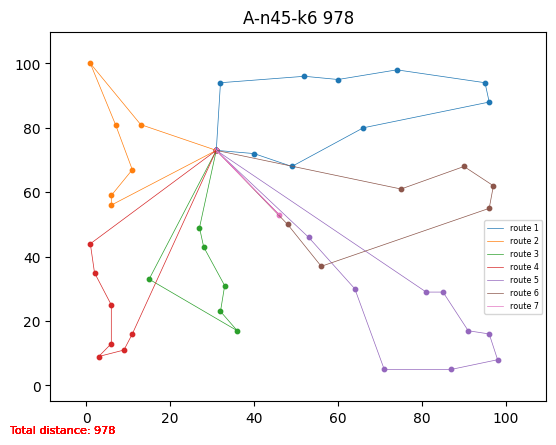 A-n45-k6 978
100
80
60
40
20
0
0 20 40 60 80 100
route 1
route 2
route 3
route 4
route 5
route 6
route 7
Total distance: 978